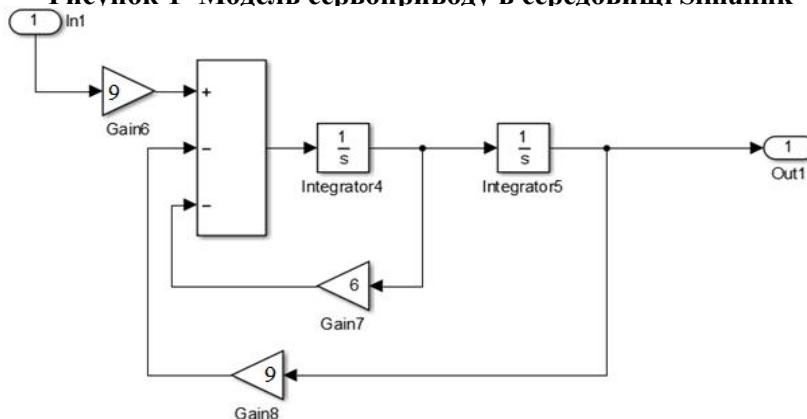 Рисунок 1 Модель сервоприводу в середовищі Simulink
1
In1
9
Gain6
+
−
−
1
s
Integrator4
1
s
Integrator5
1
Out1
6
Gain7
9
Gain8